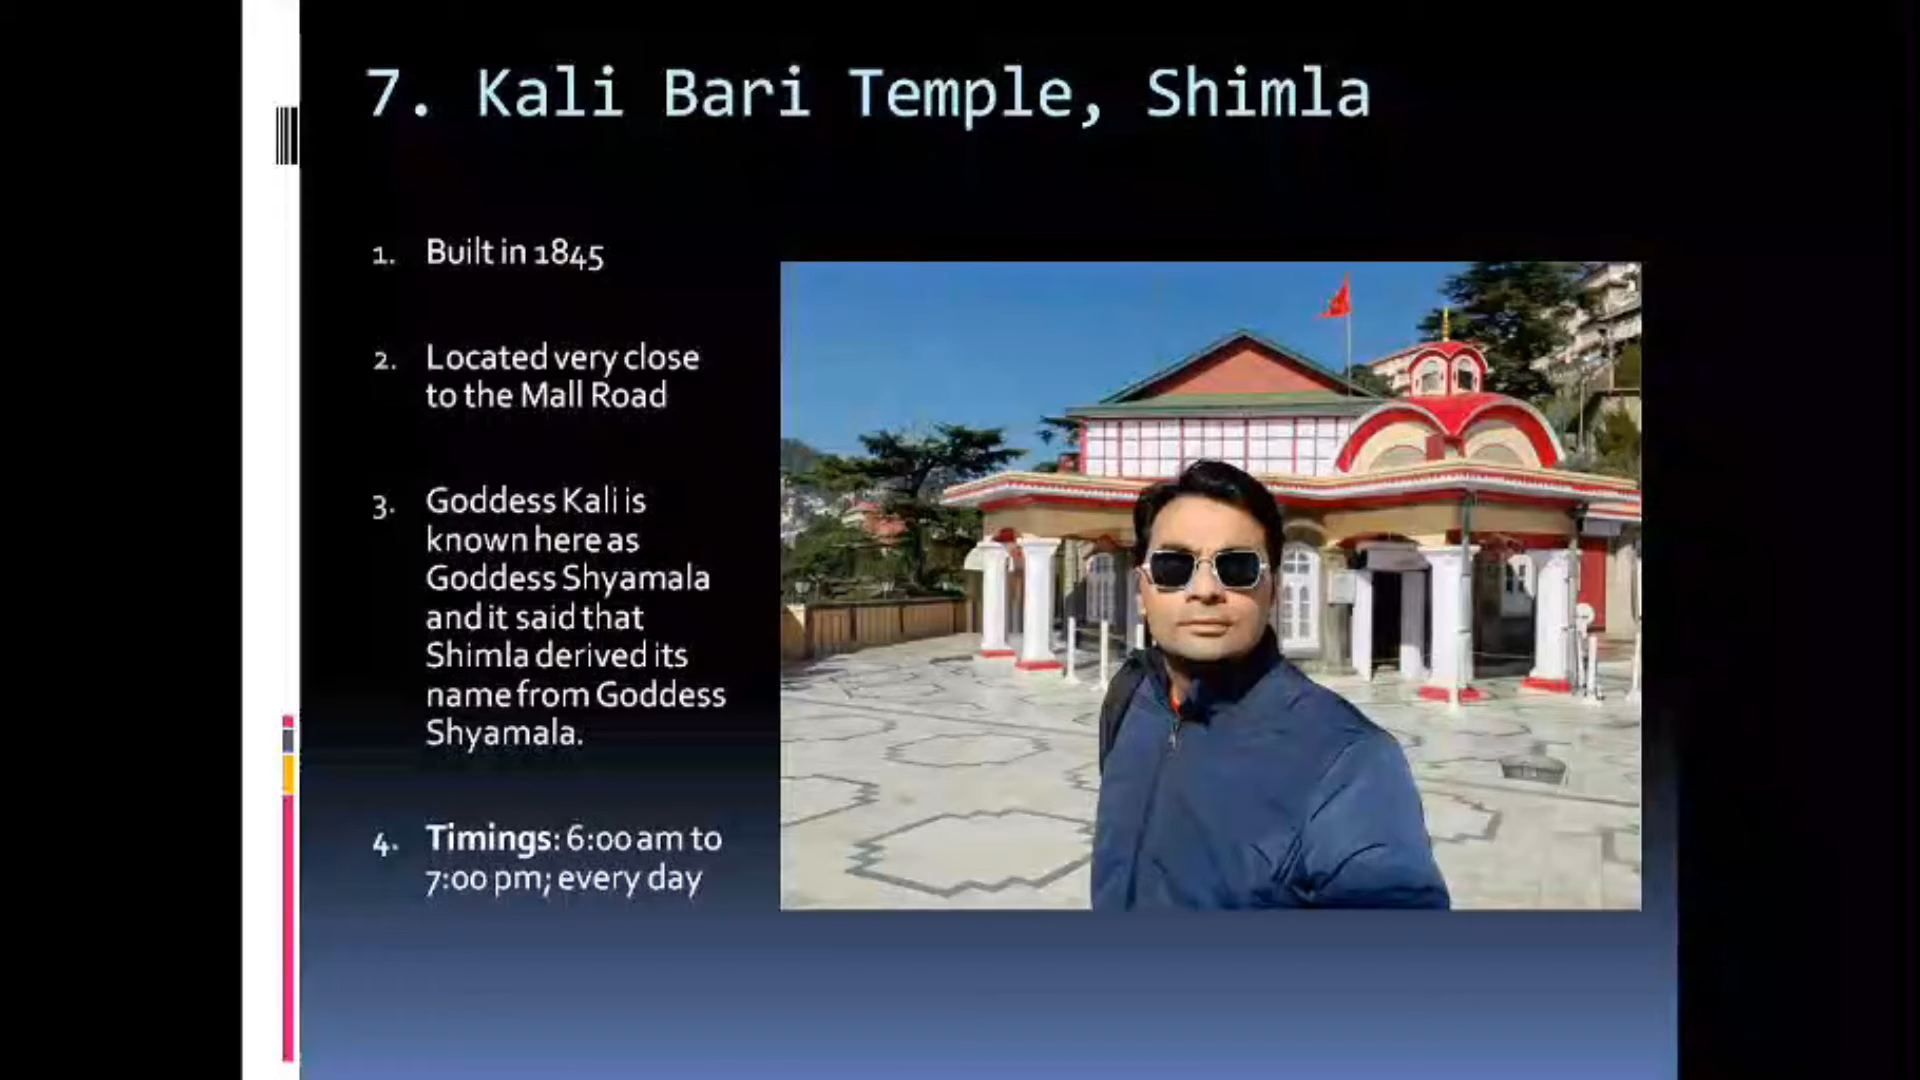 7. Kali Bari Temple, Shimla
1. Built in 1845
2. Located very close
to the Mall Road
3. Goddess Kali is
known here as
Goddess Shyamala
and it said that
Shimla derived its
name from Goddess
Shyamala.
4. Timings: 6:00 am to
7:00 pm; every day